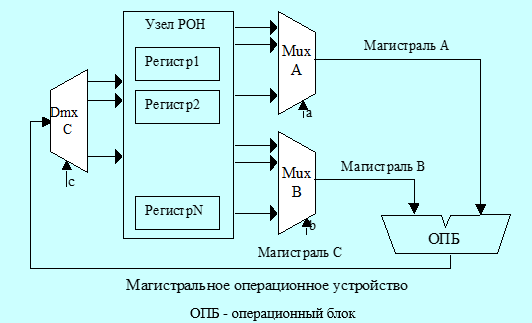 Узел РОН
Регистр1
Регистр2
РегистрN
Dmx
C
c
Mux
A
a
Магистраль A
Mux
B
b
Магистраль B
ОПБ
Магистраль C
Магистральное операционное устройство
ОПБ - операционный блок